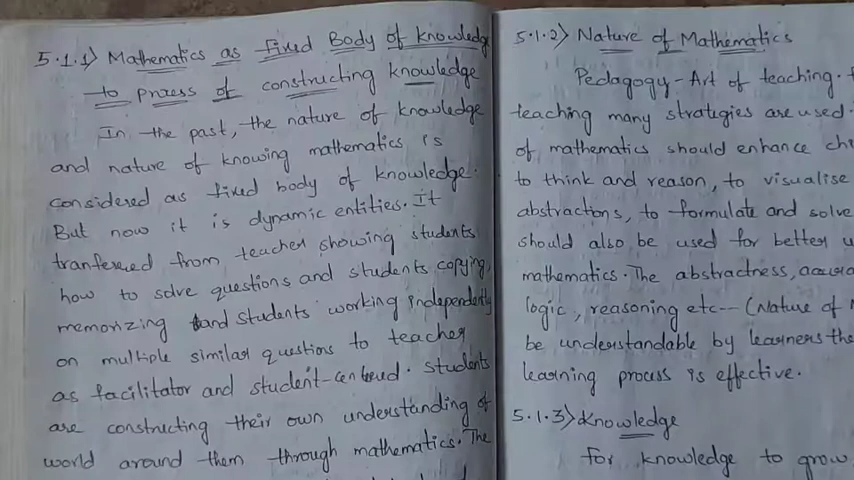 5.1.1) Mathematics as fixed Body of knowledge
to process of constructing knowledge
In the past, the nature of knowledge
and nature of knowing mathematics is
considered as fixed body of knowledge.
But now it is dynamic entities. It
tranfered from teacher showing students
how to solve questions and students copying,
memorizing and students working independently
on multiple similar questions to teacher
as facilitator and student-centered. Students
are constructing their own understanding of
world around them through mathematics. The
5.1.2) Nature of Mathematics
Pedagogy - Art of teaching.
teaching many strategies are used.
of mathematics should enhance
to think and reason, to visualise
abstractions, to formulate and solve
should also be used for better
mathematics. The abstractness,
logic, reasoning etc-- (Nature of
be understandable by learners
learning process is effective.
5.1.3) Knowledge
For knowledge to grow